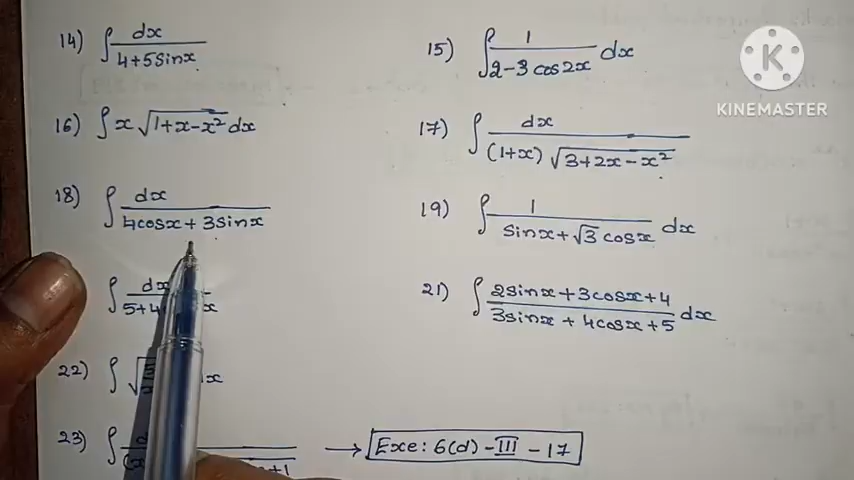 14) ∫ dx / 4+5sinx
15) ∫ 1 / 2-3cos2x dx
KINEMASTER
16) ∫ x √1+x-x² dx
17) ∫ dx / (1+x) √3+2x-x²
18) ∫ dx / 4cosx+3sinx
19) ∫ 1 / sinx+√3cosx dx
21) ∫ 2sinx+3cosx+4 / 3sinx+4cosx+5 dx
22)
23)
→ Exe: 6(d)-III-17